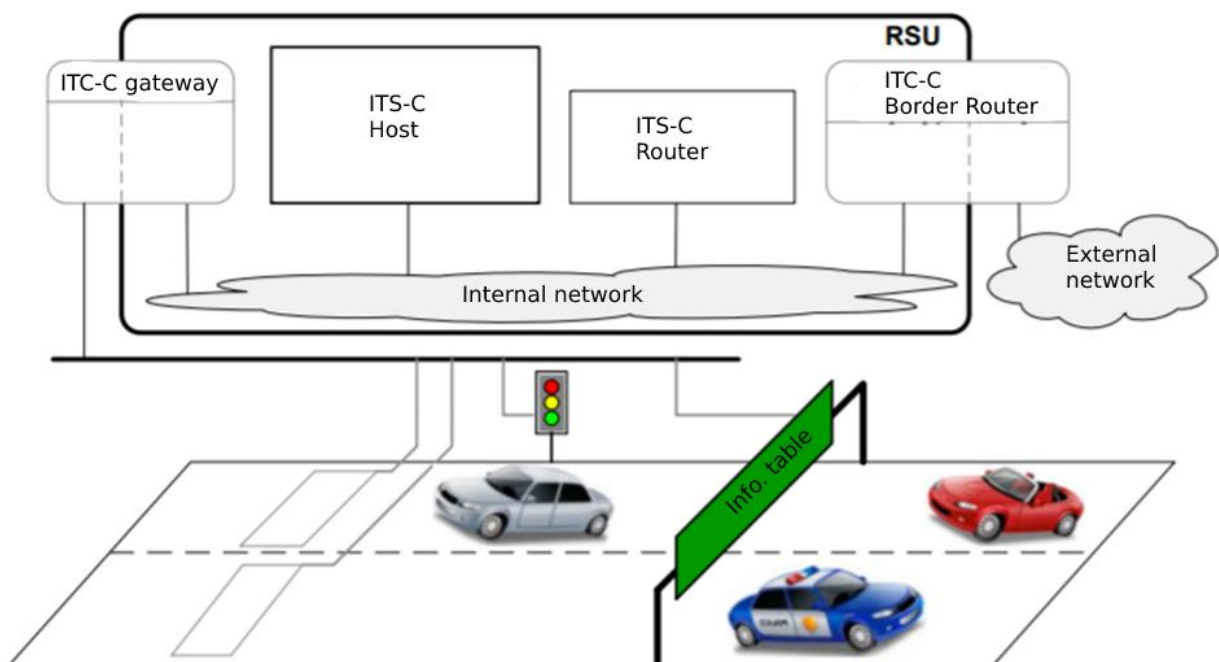 RSU
ITC-C gateway
ITS-C
Host
ITS-C
Router
ITC-C
Border Router
External
network
Internal network
Info. table